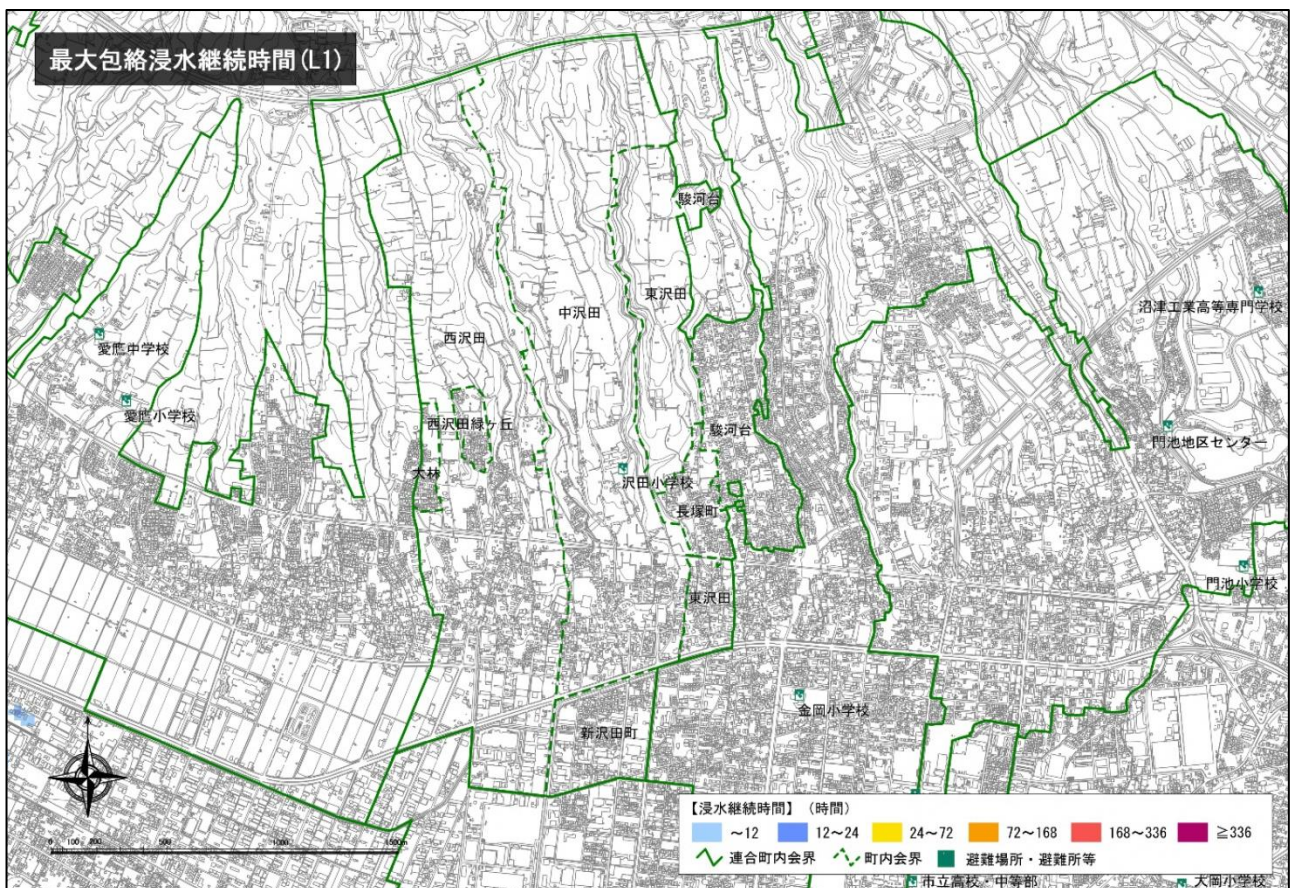 最大包絡浸水継続時間(L1)
駿河台
東沢田
中沢田
西沢田
沼津工業高等専門学校
愛鷹中学校
愛鷹小学校
西沢田緑ヶ丘
大林
駿河台
門池地区センター
沢田小学校
長塚町
門池小学校
東沢田
金岡小学校
新沢田町
0 100 200 500 1000 1500m
【浸水継続時間】（時間）
～12 12～24 24～72 72～168 168～336 ≧336
連合町内会界 町内会界 避難場所・避難所等
市立高校・中等部
大岡小学校